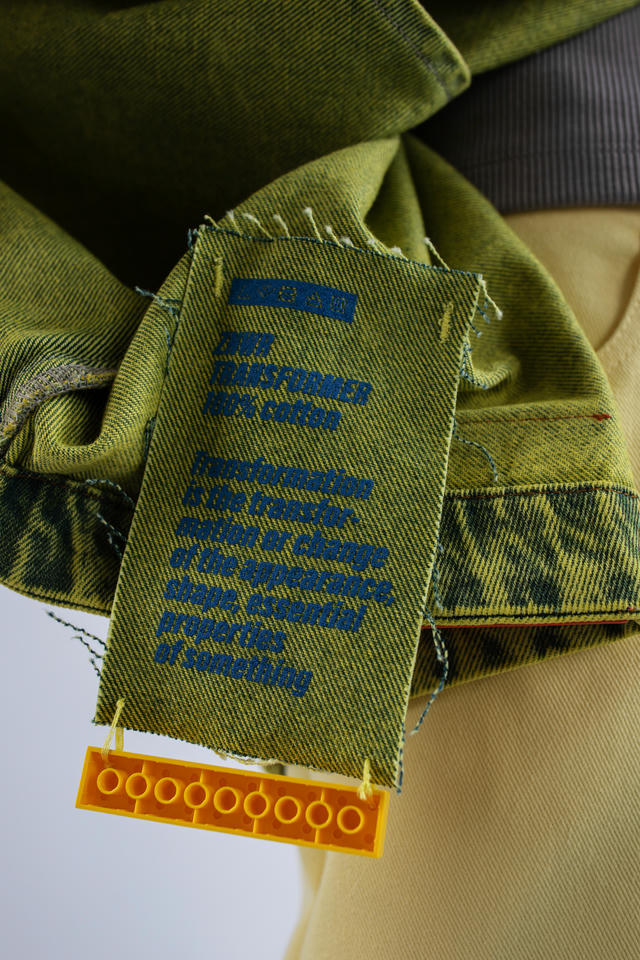 TRANSFORMER
100% cotton
Transformation
is the transfor-
mation or change
of the appearance,
shape, essential
properties
of something